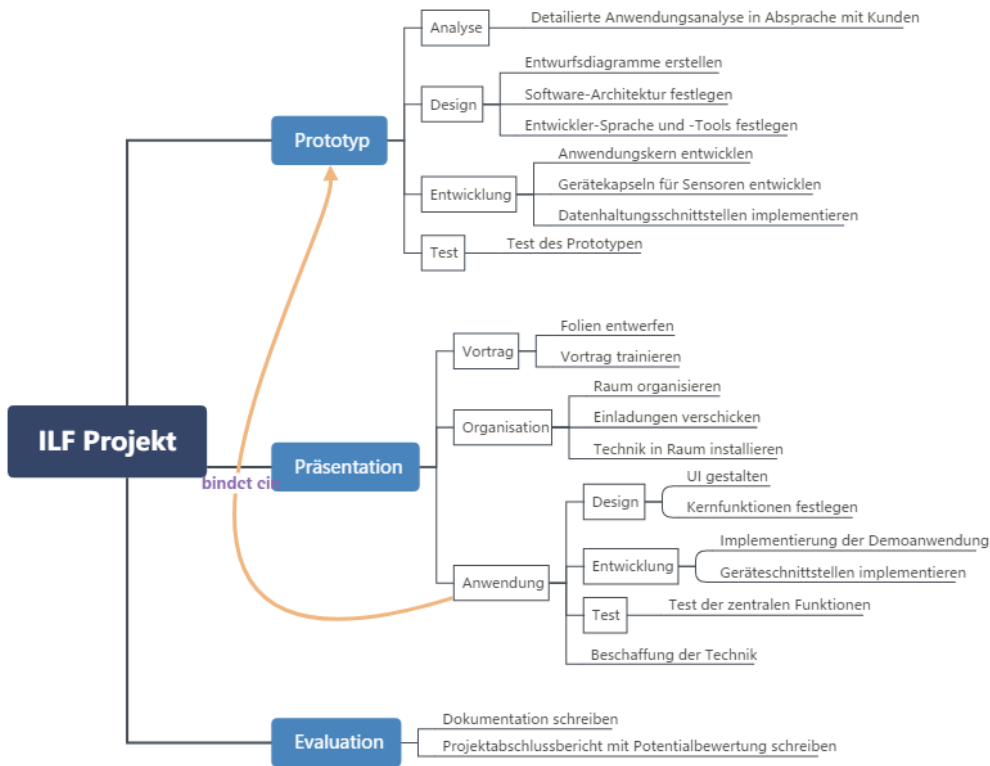 Analyse
Detailierte Anwendungsanalyse in Absprache mit Kunden
Design
Entwurfsdiagramme erstellen
Software-Architektur festlegen
Entwickler-Sprache und -Tools festlegen
Prototyp
Entwicklung
Anwendungskern entwicklen
Gerätekapseln für Sensoren entwicklen
Datenhaltungsschnittstellen implementieren
Test
Test des Prototypen
Vortrag
Folien entwerfen
Vortrag trainieren
Organisation
Raum organisieren
Einladungen verschicken
Technik in Raum installieren
ILF Projekt
Präsentation
bindet ein
Anwendung
Design
UI gestalten
Kernfunktionen festlegen
Entwicklung
Implementierung der Demoanwendung
Geräteschnittstellen implementieren
Test
Test der zentralen Funktionen
Beschaffung der Technik
Evaluation
Dokumentation schreiben
Projektabschlussbericht mit Potentialbewertung schreiben